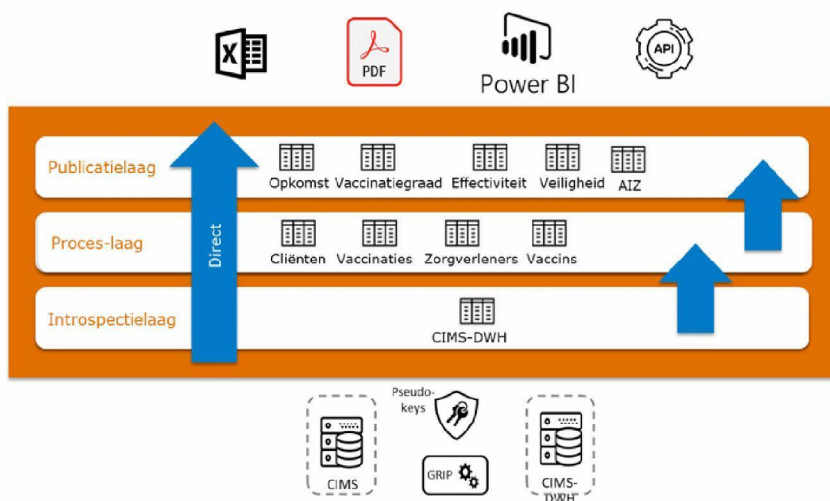 X
PDF
API
Power BI
Publicatielaag
Opkomst Vaccinatiegraad Effectiviteit Veiligheid AIZ
Direct
Proces-laag
Cliënten Vaccinaties Zorgverleners Vaccins
Introspectielaag
CIMS-DWH
Pseudo-
keys
CIMS
GRIP
CIMS-
DWH